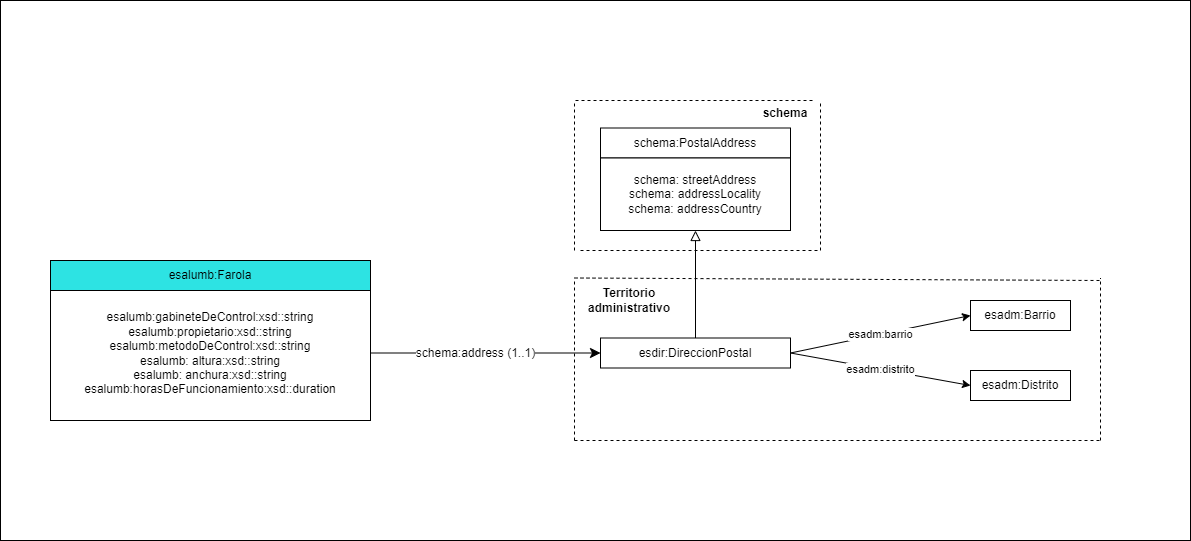 schema
schema:PostalAddress
schema: streetAddress
schema: addressLocality
schema: addressCountry
esalumb:Farola
esalumb:gabineteDeControl:xsd::string
esalumb:propietario:xsd::string
esalumb:metodoDeControl:xsd::string
esalumb: altura:xsd::string
esalumb: anchura:xsd::string
esalumb:horasDeFuncionamiento:xsd::duration
schema:address (1..1)
Territorio
administrativo
esdir:DireccionPostal
esadm:barrio
esadm:Barrio
esadm:distrito
esadm:Distrito